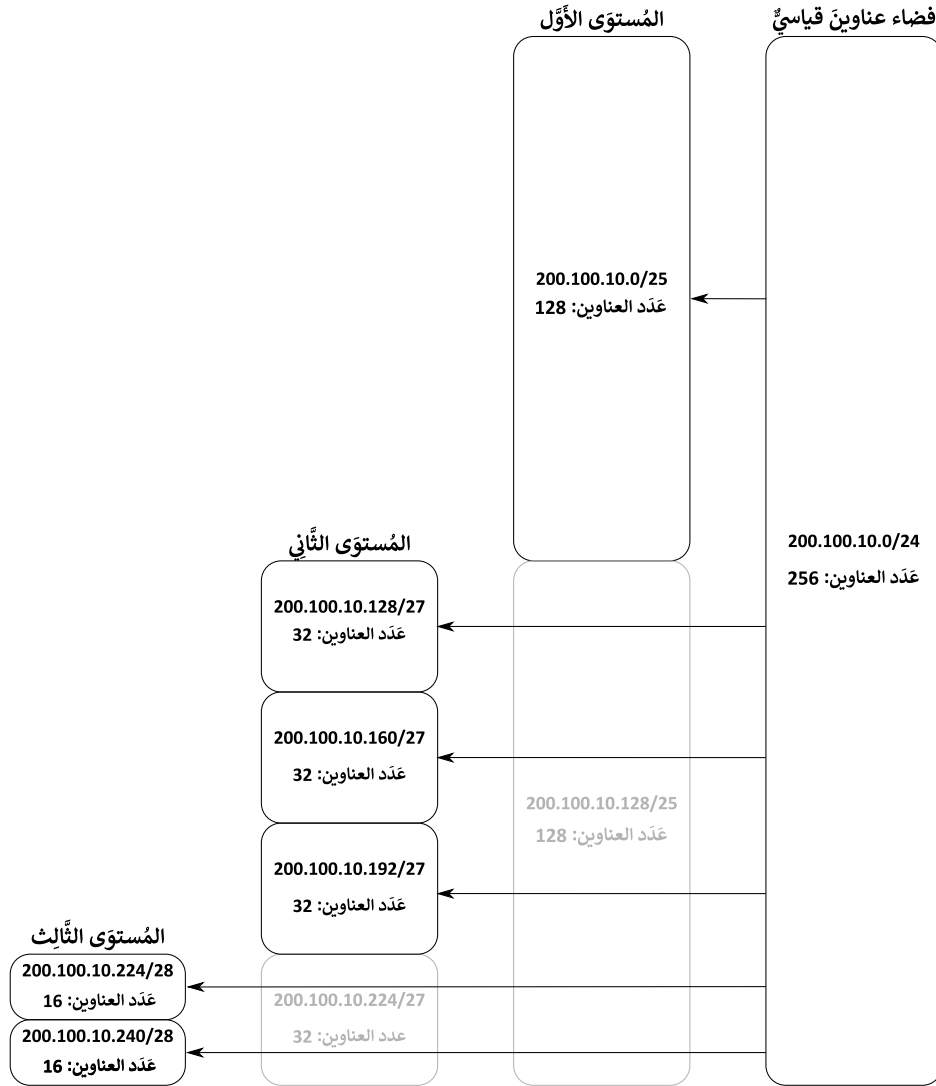 فضاء عناوينَ قياسيٌّ
المُستوَى الأَوَّل
200.100.10.0/25
عَدَد العناوين: 128
200.100.10.0/24
عَدَد العناوين: 256
المُستوَى الثَّانِي
200.100.10.128/27
عَدَد العناوين: 32
200.100.10.160/27
عَدَد العناوين: 32
200.100.10.128/25
عَدَد العناوين: 128
200.100.10.192/27
عَدَد العناوين: 32
المُستوَى الثَّالِث
200.100.10.224/28
عَدَد العناوين: 16
200.100.10.224/27
عدد العناوين: 32
200.100.10.240/28
عَدَد العناوين: 16